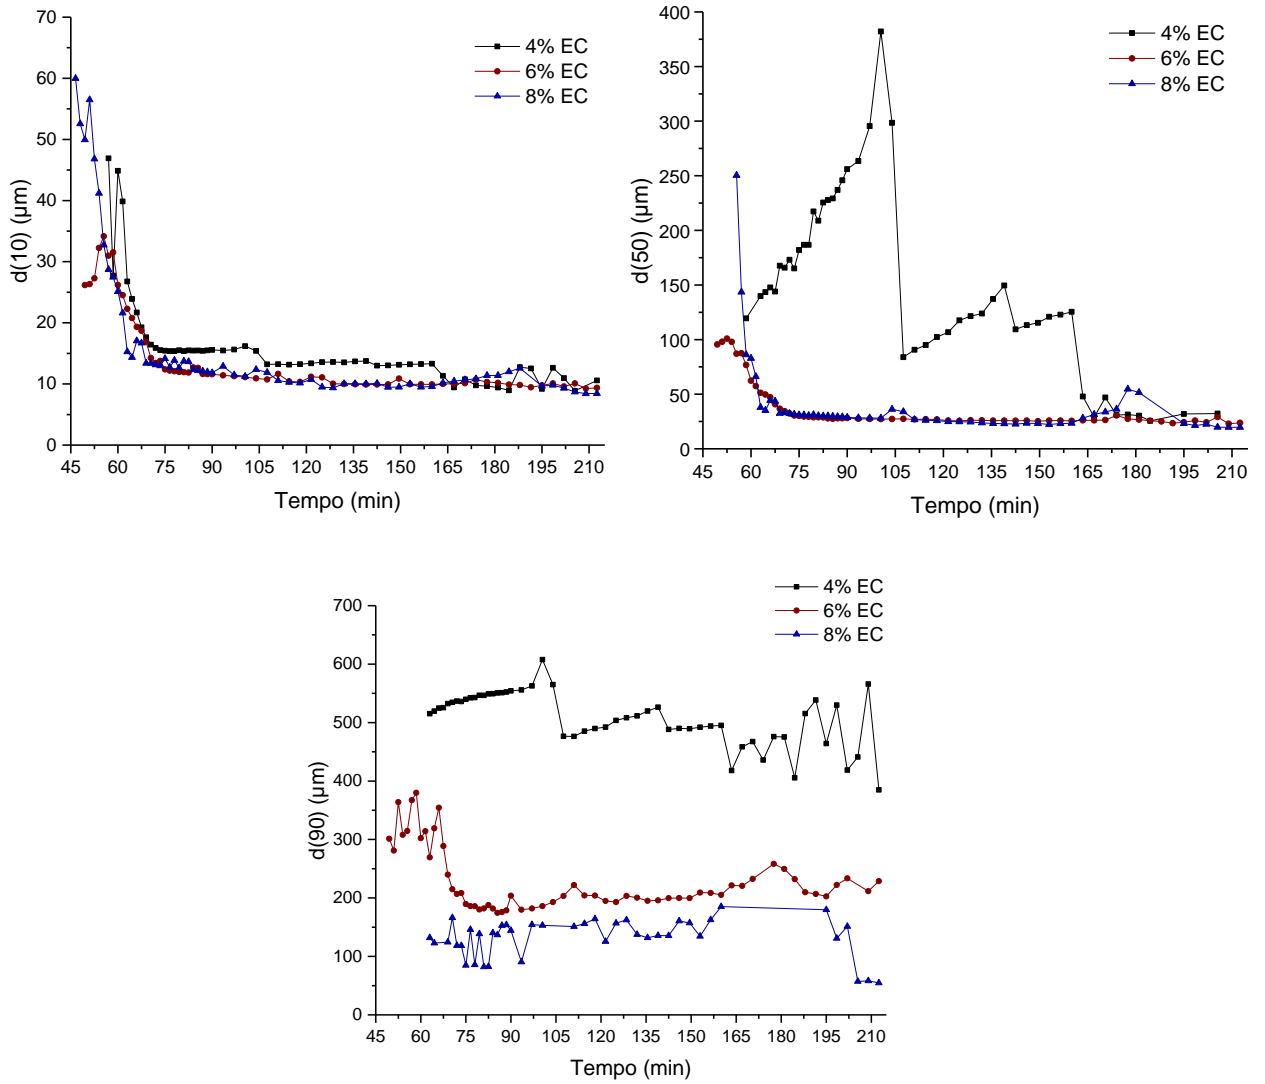 70
60
50
40
30
20
10
0
d(10) (µm)
4% EC
6% EC
8% EC
45 60 75 90 105 120 135 150 165 180 195 210
Tempo (min)
400
350
300
250
200
150
100
50
0
d(50) (µm)
4% EC
6% EC
8% EC
45 60 75 90 105 120 135 150 165 180 195 210
Tempo (min)
700
600
500
400
300
200
100
0
d(90) (µm)
4% EC
6% EC
8% EC
45 60 75 90 105 120 135 150 165 180 195 210
Tempo (min)